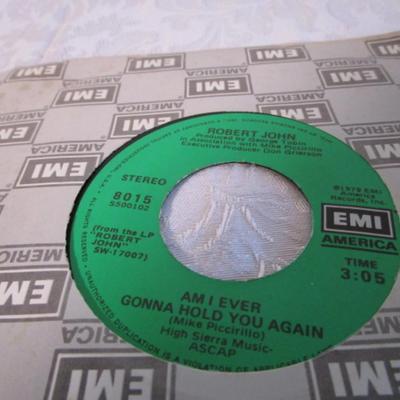 ROBERT JOHN
Produced by George Tobin
in Association with Mike Piccirillo
Executive Producer Don Grierson
STEREO
8015
S500102
(from the LP
"ROBERT
JOHN"
SW-17007)
℗1979 EMI
America
Records, Inc.
EMI
AMERICA
TIME
3:05
AM I EVER
GONNA HOLD YOU AGAIN
(Mike Piccirillo)
High Sierra Music-
ASCAP
EMI
AMERICA